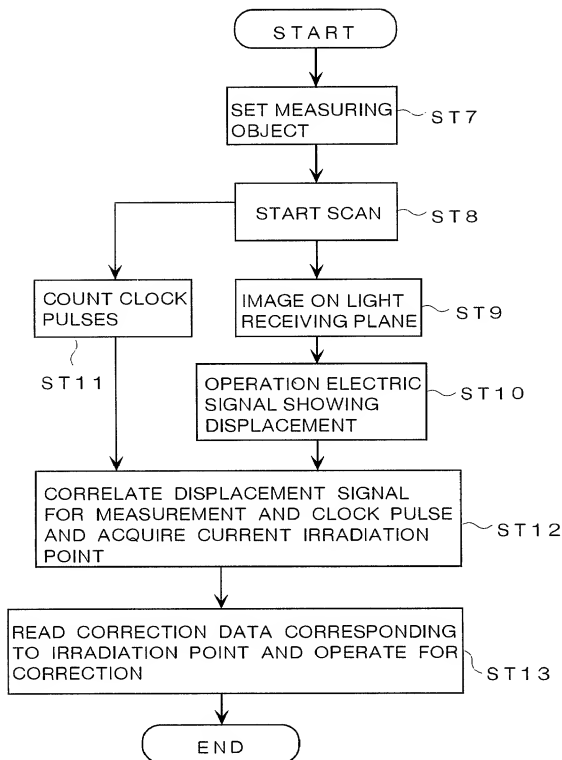 START
SET MEASURING
OBJECT
ST7
START SCAN
ST8
COUNT CLOCK
PULSES
ST11
IMAGE ON LIGHT
RECEIVING PLANE
ST9
OPERATION ELECTRIC
SIGNAL SHOWING
DISPLACEMENT
ST10
CORRELATE DISPLACEMENT SIGNAL
FOR MEASUREMENT AND CLOCK PULSE
AND ACQUIRE CURRENT IRRADIATION
POINT
ST12
READ CORRECTION DATA CORRESPONDING
TO IRRADIATION POINT AND OPERATE FOR
CORRECTION
ST13
END